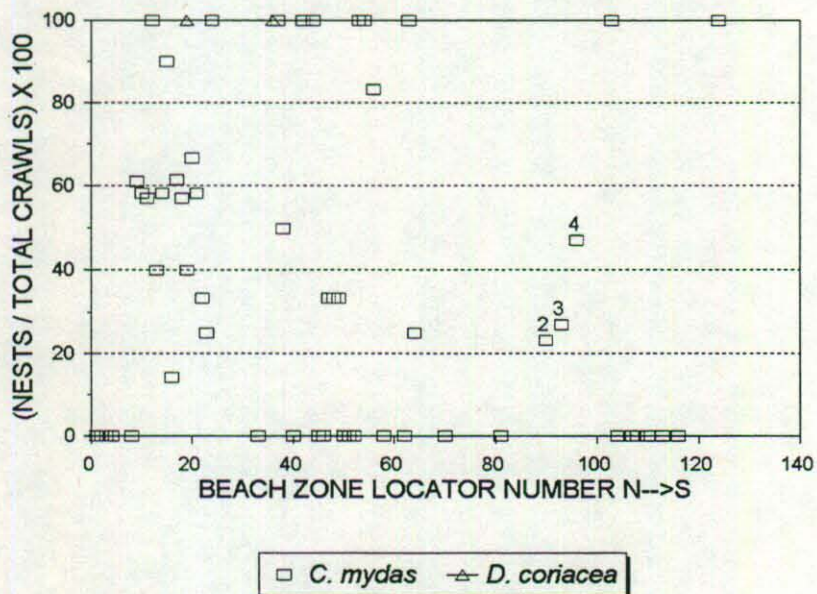 (NESTS / TOTAL CRAWLS) X 100
100
80
60
40
20
0
4
3
2
0 20 40 60 80 100 120 140
BEACH ZONE LOCATOR NUMBER N-->S
C. mydas D. coriacea